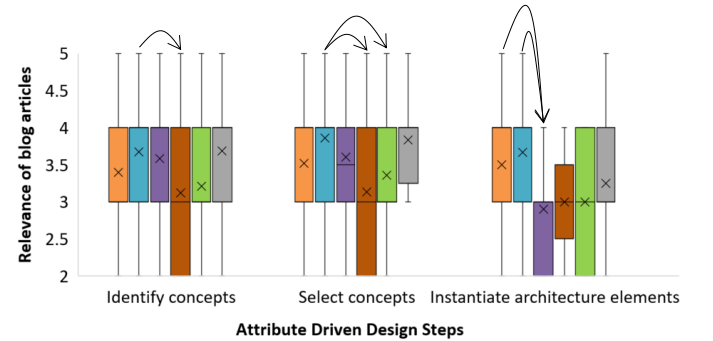 Relevance of blog articles
5
4.5
4
3.5
3
2.5
2
Identify concepts
Select concepts
Instantiate architecture elements
Attribute Driven Design Steps